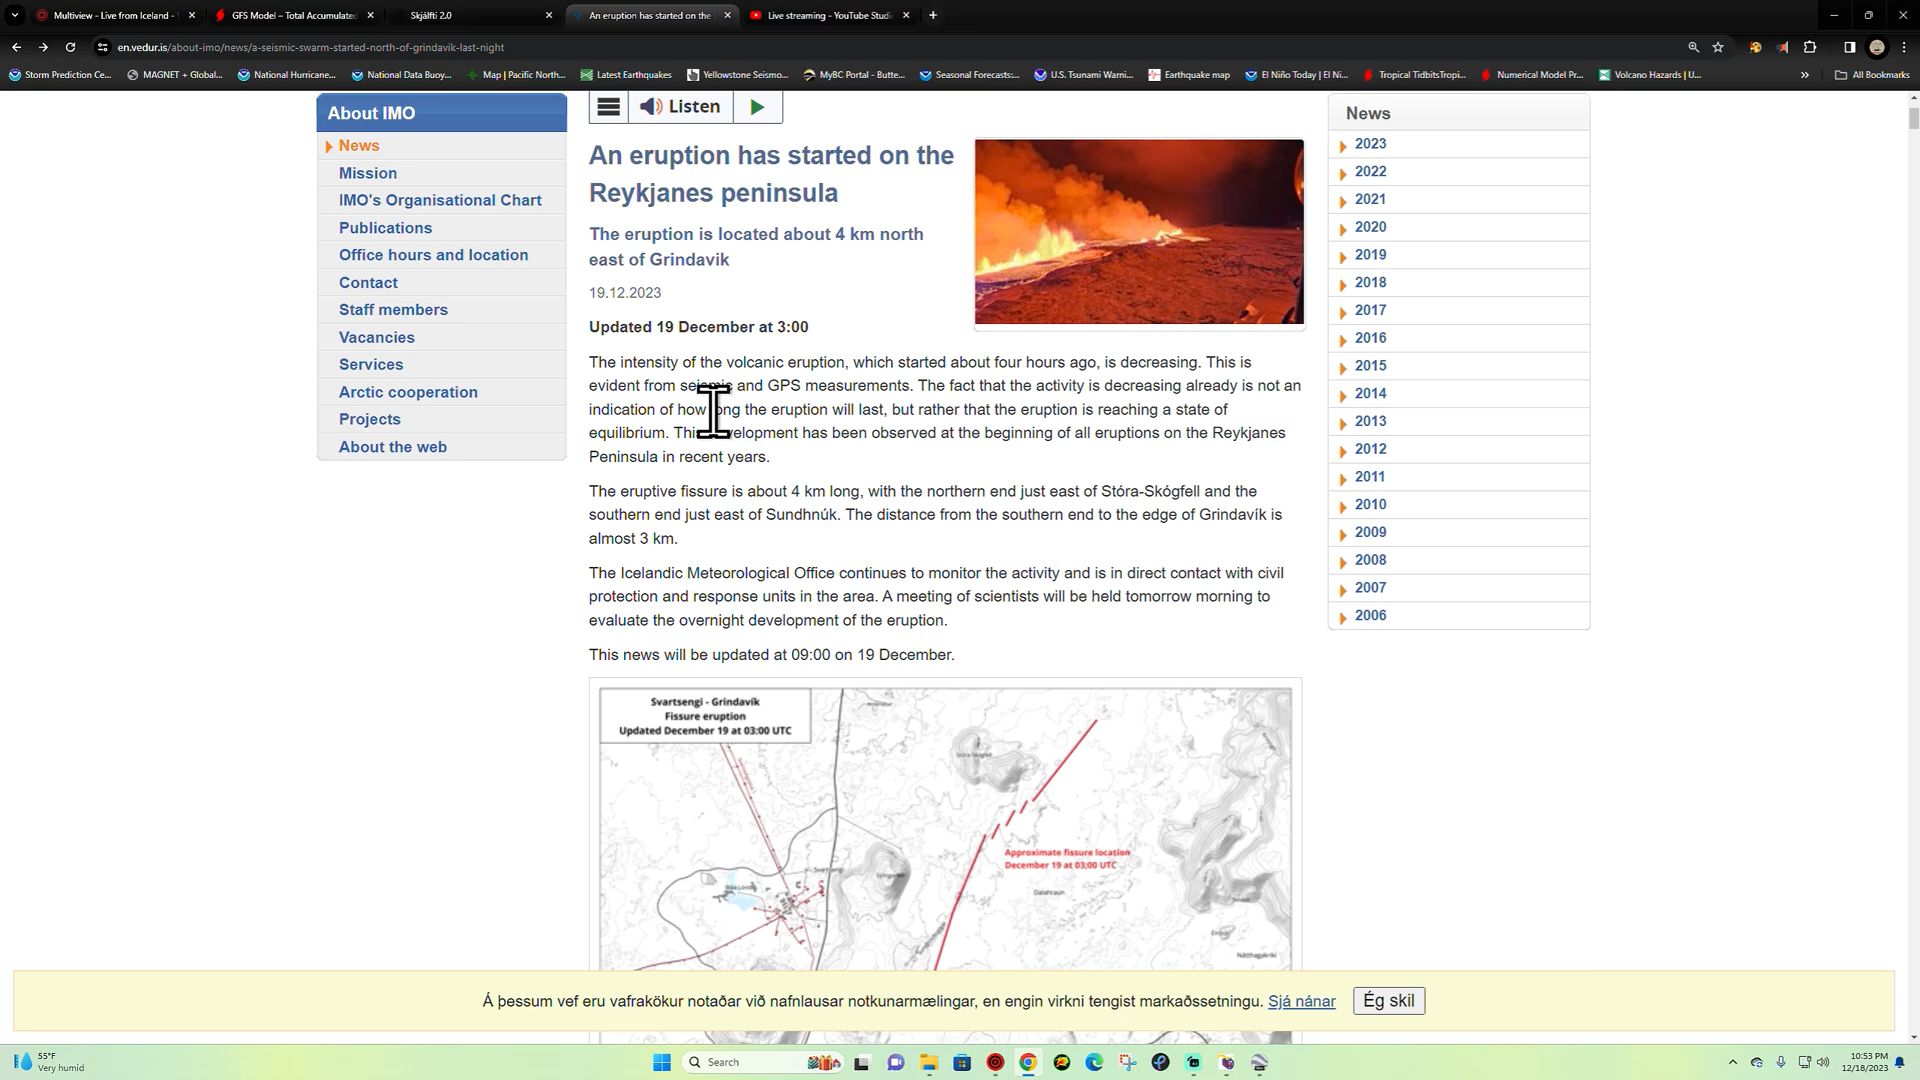 Multiview - Live from Iceland -
GFS Model – Total Accumulated
Skjálfti 2.0
An eruption has started on the
Live streaming - YouTube Studi
en.vedur.is/about-imo/news/a-seismic-swarm-started-north-of-grindavik-last-night
Storm Prediction Ce...
MAGNET + Global...
National Hurricane...
National Data Buoy...
Map | Pacific North...
Latest Earthquakes
Yellowstone Seismo...
MyBC Portal - Butte...
Seasonal Forecasts:...
U.S. Tsunami Warni...
Earthquake map
El Niño Today | El Ni...
Tropical TidbitsTropi...
Numerical Model Pr...
Volcano Hazards | U...
»
All Bookmarks
About IMO
News
Mission
IMO's Organisational Chart
Publications
Office hours and location
Contact
Staff members
Vacancies
Services
Arctic cooperation
Projects
About the web
Listen
An eruption has started on the
Reykjanes peninsula
The eruption is located about 4 km north
east of Grindavik
19.12.2023
Updated 19 December at 3:00
The intensity of the volcanic eruption, which started about four hours ago, is decreasing. This is
evident from seismic and GPS measurements. The fact that the activity is decreasing already is not an
indication of how long the eruption will last, but rather that the eruption is reaching a state of
equilibrium. This development has been observed at the beginning of all eruptions on the Reykjanes
Peninsula in recent years.
The eruptive fissure is about 4 km long, with the northern end just east of Stóra-Skógfell and the
southern end just east of Sundhnúk. The distance from the southern end to the edge of Grindavík is
almost 3 km.
The Icelandic Meteorological Office continues to monitor the activity and is in direct contact with civil
protection and response units in the area. A meeting of scientists will be held tomorrow morning to
evaluate the overnight development of the eruption.
This news will be updated at 09:00 on 19 December.
Svartsengi - Grindavík
Fissure eruption
Updated December 19 at 03:00 UTC
Approximate fissure location
December 19 at 03:00 UTC
Dalahraun
News
2023
2022
2021
2020
2019
2018
2017
2016
2015
2014
2013
2012
2011
2010
2009
2008
2007
2006
Á þessum vef eru vafrakökur notaðar við nafnlausar notkunarmælingar, en engin virkni tengist markaðssetningu. Sjá nánar
Ég skil
55°F
Very humid
Search
10:53 PM
12/18/2023